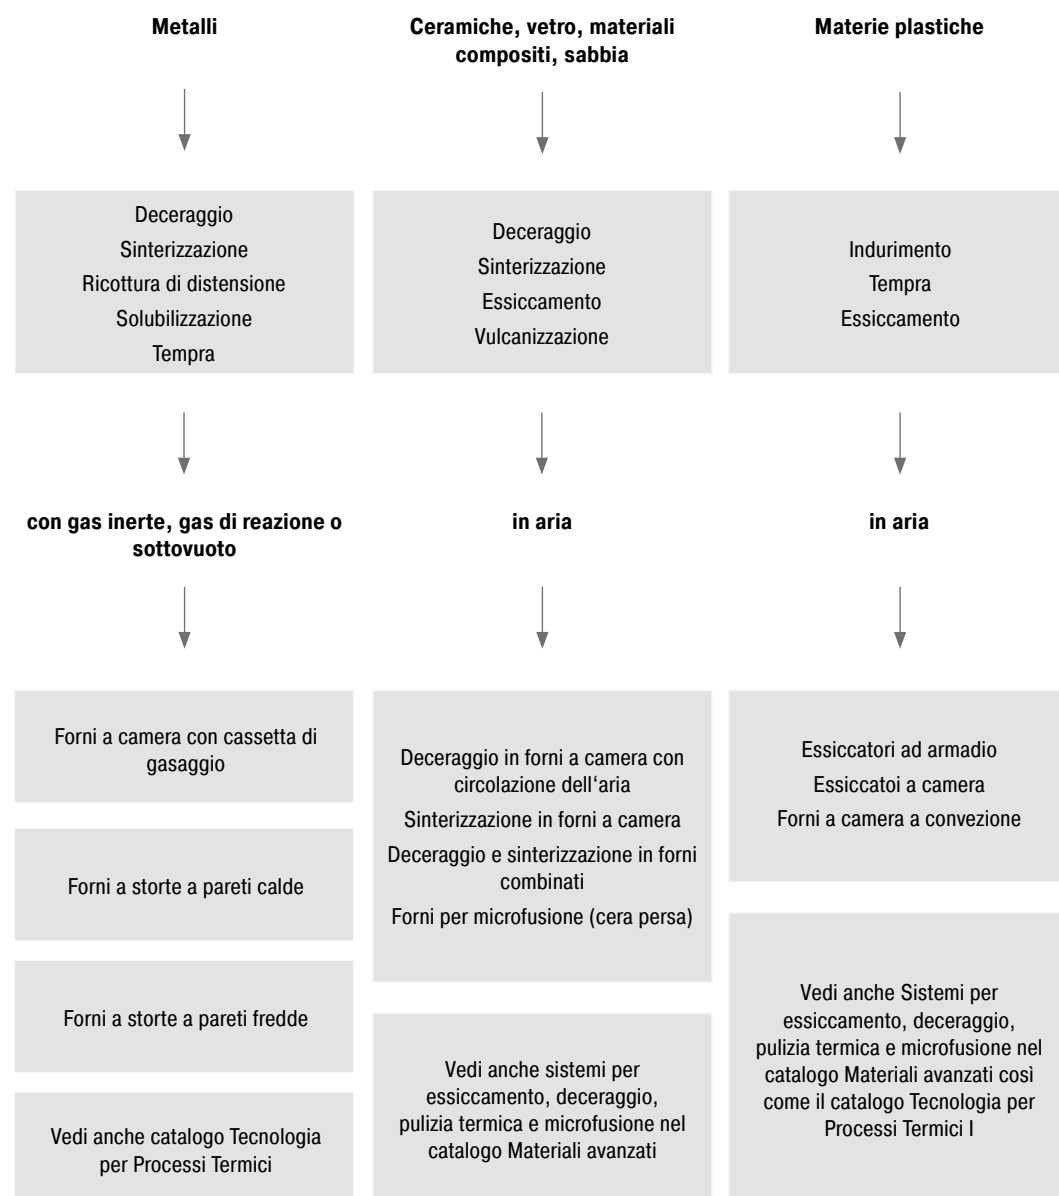 Metalli
Ceramiche, vetro, materiali
compositi, sabbia
Materie plastiche
Deceraggio
Sinterizzazione
Ricottura di distensione
Solubilizzazione
Tempra
Deceraggio
Sinterizzazione
Essiccamento
Vulcanizzazione
Indurimento
Tempra
Essiccamento
con gas inerte, gas di reazione o
sottovuoto
in aria
in aria
Forni a camera con cassetta di
gasaggio
Forni a storte a pareti calde
Forni a storte a pareti fredde
Vedi anche catalogo Tecnologia
per Processi Termici
Deceraggio in forni a camera con
circolazione dell‘aria
Sinterizzazione in forni a camera
Deceraggio e sinterizzazione in forni
combinati
Forni per microfusione (cera persa)
Vedi anche sistemi per
essiccamento, deceraggio,
pulizia termica e microfusione nel
catalogo Materiali avanzati
Essiccatori ad armadio
Essiccatoi a camera
Forni a camera a convezione
Vedi anche Sistemi per
essiccamento, deceraggio,
pulizia termica e microfusione nel
catalogo Materiali avanzati così
come il catalogo Tecnologia per
Processi Termici I